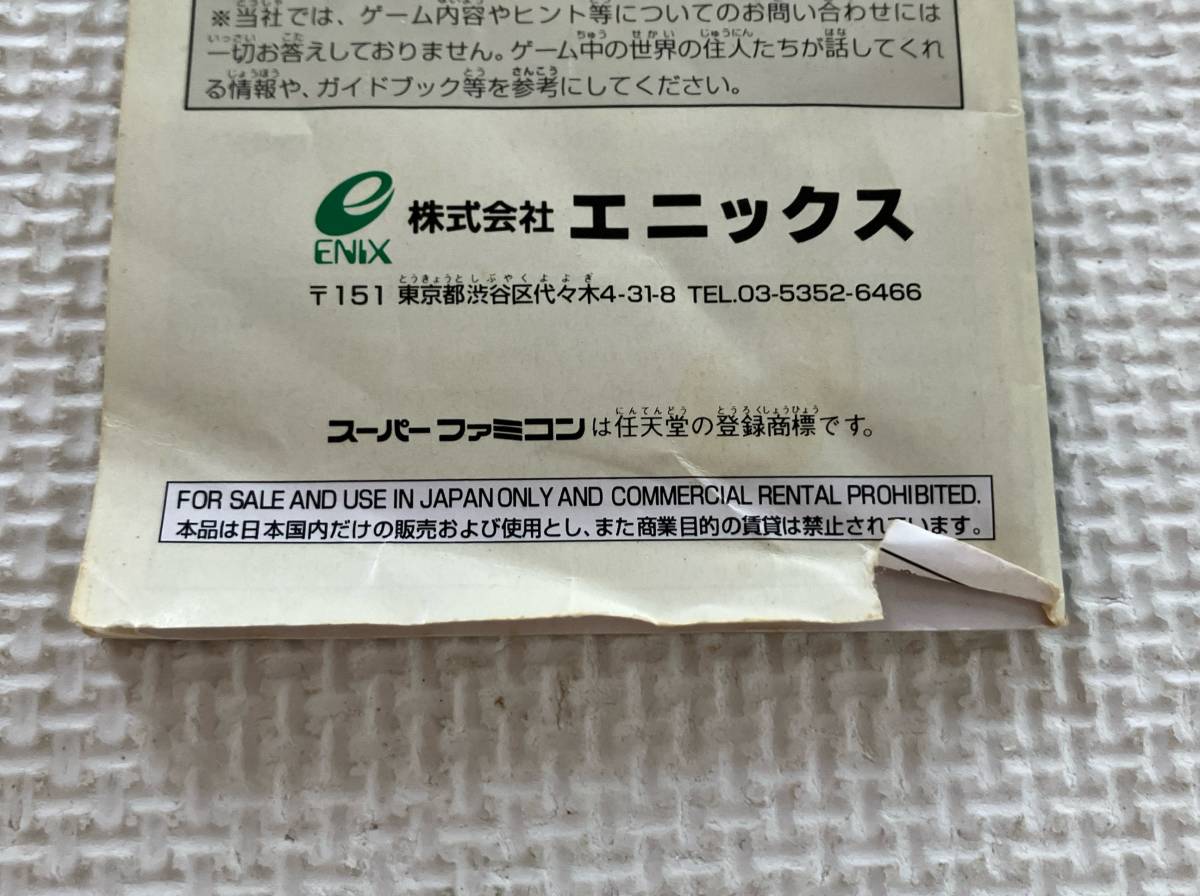 ※当社では、ゲーム内容やヒント等についてのお問い合わせには
一切お答えしておりません。ゲーム中の世界の住人たちが話してくれ
る情報や、ガイドブック等を参考にしてください。
ENIX 株式会社 エニックス
〒151 東京都渋谷区代々木4-31-8 TEL.03-5352-6466
スーパーファミコンは任天堂の登録商標です。
FOR SALE AND USE IN JAPAN ONLY AND COMMERCIAL RENTAL PROHIBITED.
本品は日本国内だけの販売および使用とし、また商業目的の賃貸は禁止されています。